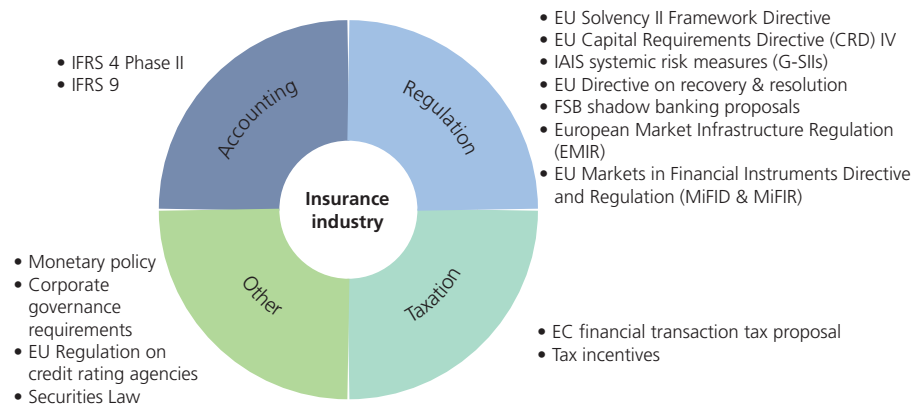 • IFRS 4 Phase II
• IFRS 9
Accounting
Regulation
• EU Solvency II Framework Directive
• EU Capital Requirements Directive (CRD) IV
• IAIS systemic risk measures (G-SIIs)
• EU Directive on recovery & resolution
• FSB shadow banking proposals
• European Market Infrastructure Regulation
(EMIR)
• EU Markets in Financial Instruments Directive
and Regulation (MiFID & MiFIR)
Insurance
industry
• Monetary policy
• Corporate
governance
requirements
• EU Regulation on
credit rating agencies
• Securities Law
Other
Taxation
• EC financial transaction tax proposal
• Tax incentives